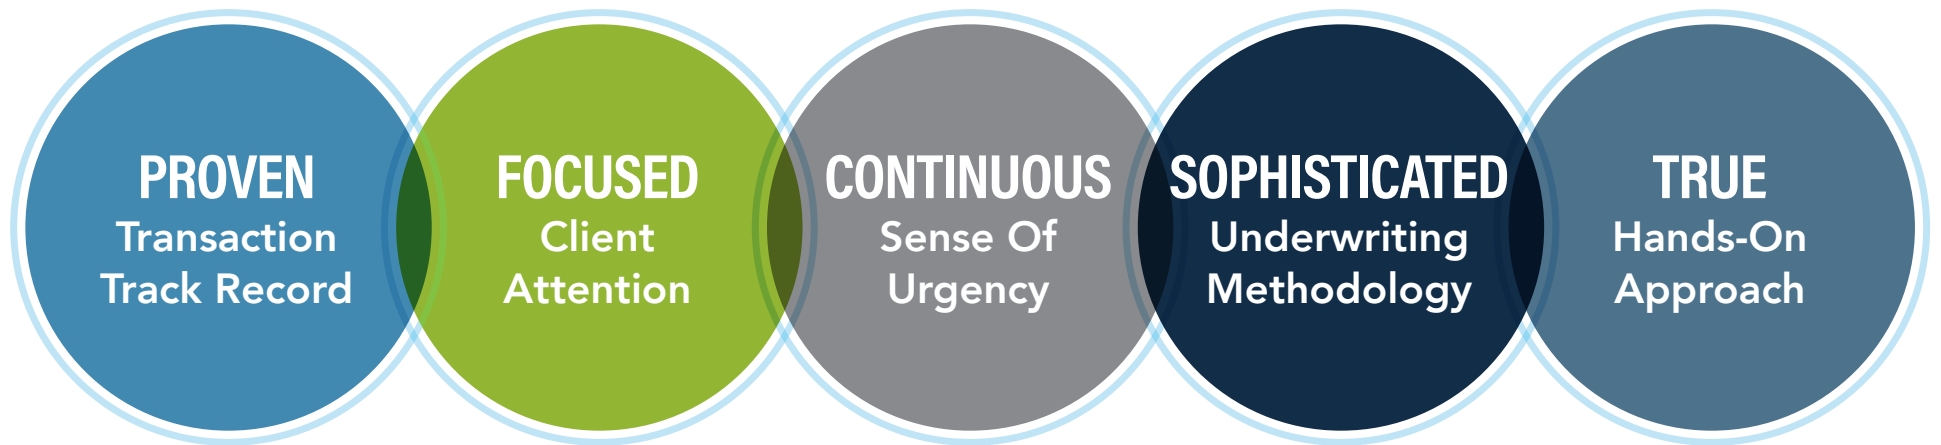 PROVEN
Transaction
Track Record
FOCUSED
Client
Attention
CONTINUOUS
Sense Of
Urgency
SOPHISTICATED
Underwriting
Methodology
TRUE
Hands-On
Approach